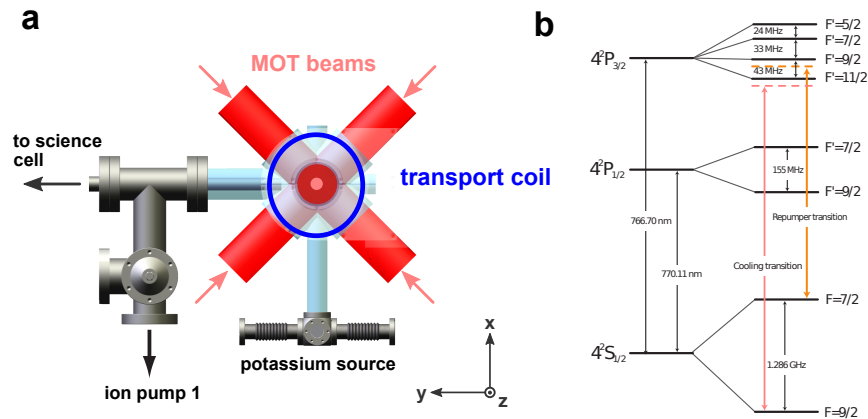 a
MOT beams
to science
cell
transport coil
ion pump 1
potassium source
x
y
z
b
F'=5/2
24 MHz
F'=7/2
33 MHz
4²P3/2
F'=9/2
43 MHz
F'=11/2
F'=7/2
4²P1/2
155 MHz
F'=9/2
766.70 nm
Repumper transition
770.11 nm
Cooling transition
F=7/2
4²S1/2
1.286 GHz
F=9/2